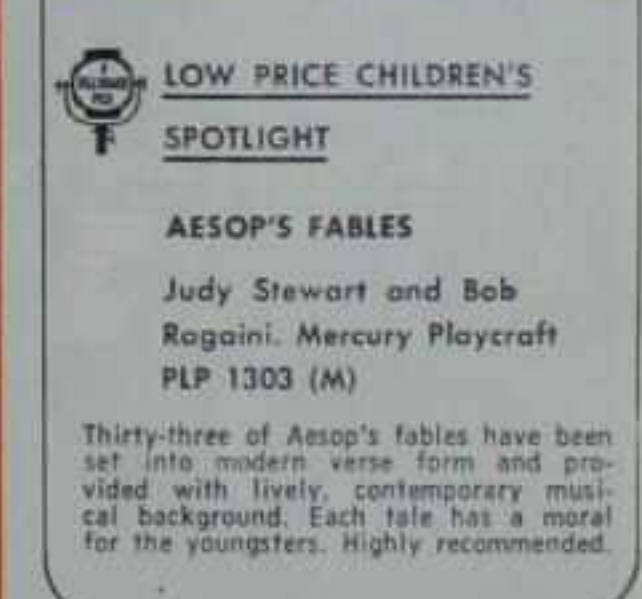 LOW PRICE CHILDREN'S
SPOTLIGHT
AESOP'S FABLES
Judy Stewart and Bob
Ragaini. Mercury Playcraft
PLP 1303 (M)
Thirty-three of Aesop's fables have been
set into modern verse form and pro-
vided with lively, contemporary musi-
cal background. Each tale has a moral
for the youngsters. Highly recommended.